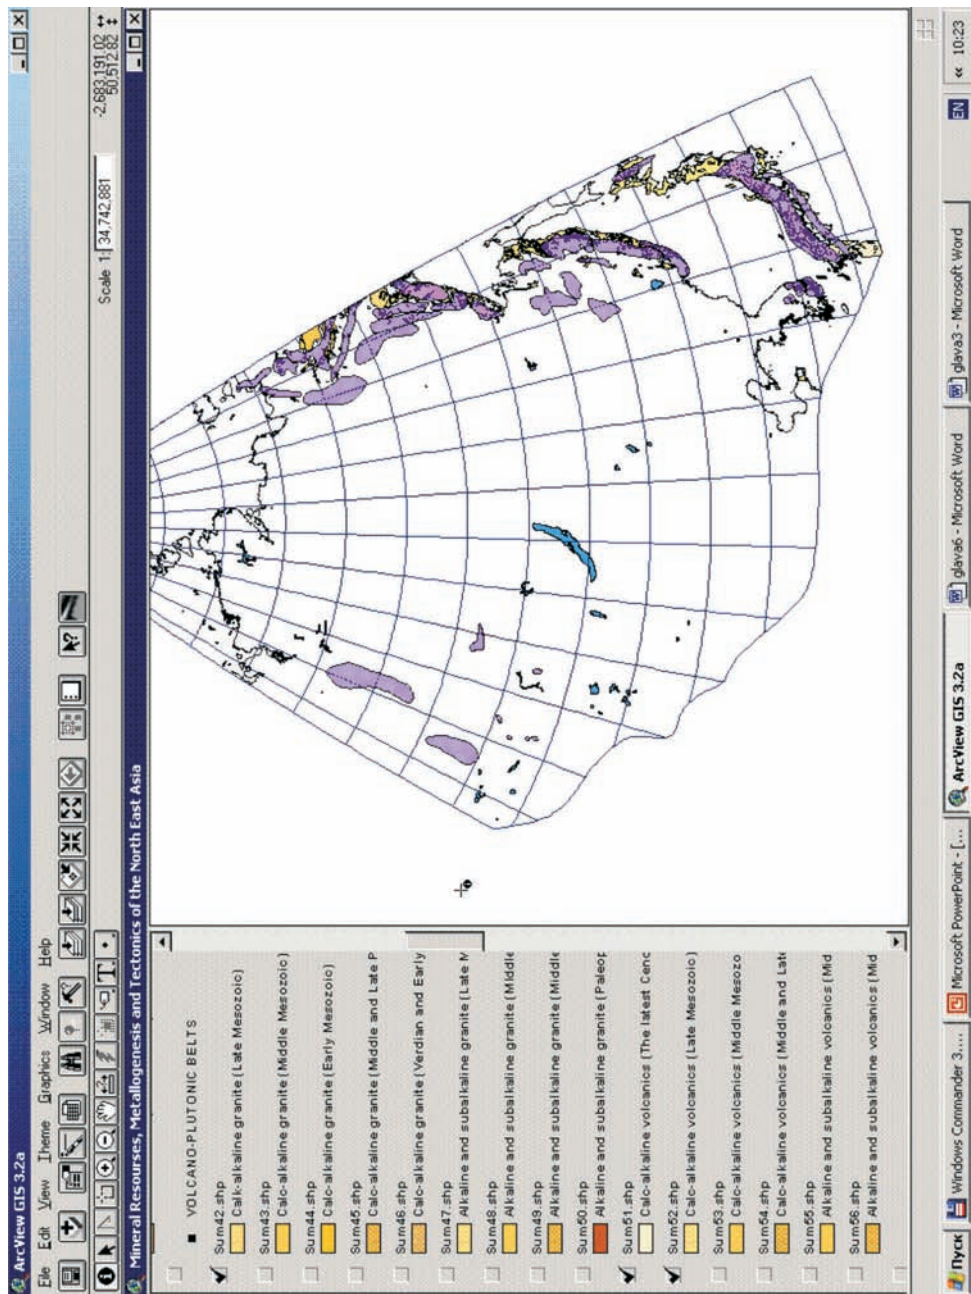 ArcView GIS 3.2a
File Edit View Theme Graphics Window Help
Scale 1: 34,742,881
-2,683,191.02
50,512.82
Mineral Resourses, Metallogenesis and Tectonics of the North East Asia
VOLCANO-PLUTONIC BELTS
Sum42.shp
Calk-alkaline granite (Late Mesozoic)
Sum43.shp
Calc-alkaline granite (Middle Mesozoic)
Sum44.shp
Calc-alkaline granite (Early Mesozoic)
Sum45.shp
Calc-alkaline granite (Middle and Late P
Sum46.shp
Calc-alkaline granite (Verdian and Early
Sum47.shp
Alkaline and subalkaline granite (Late M
Sum48.shp
Alkaline and subalkaline granite (Middle
Sum49.shp
Alkaline and subalkaline granite (Middle
Sum50.shp
Alkaline and subalkaline granite (Paleop
Sum51.shp
Calc-alkaline volcanics (The latest Cenc
Sum52.shp
Calc-alkaline volcanics (Late Mesozoic)
Sum53.shp
Calc-alkaline volcanics (Middle Mesozo
Sum54.shp
Calc-alkaline volcanics (Middle and Late
Sum55.shp
Alkaline and subalkaline volcanics (Mid
Sum56.shp
Alkaline and subalkaline volcanics (Mid
Пуск
Windows Commander 3....
Microsoft PowerPoint - [...
ArcView GIS 3.2a
glava6 - Microsoft Word
glava3 - Microsoft Word
EN
« 10:23